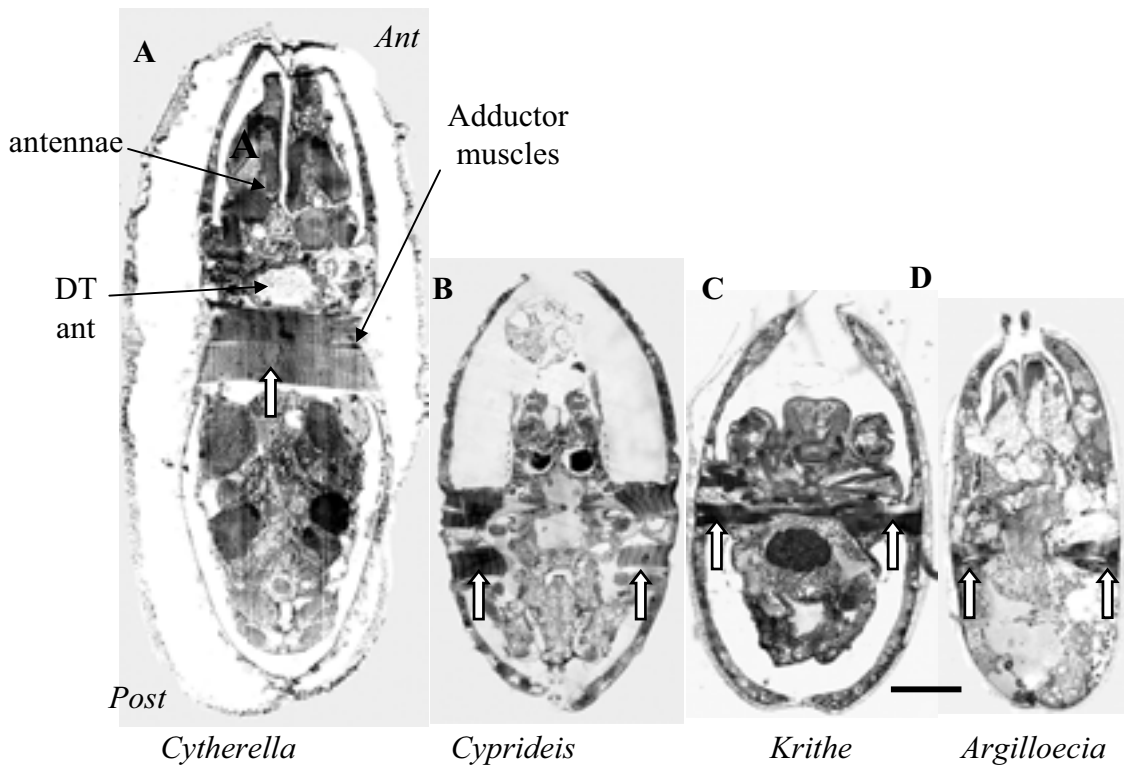 A
Ant
antennae
A
Adductor
muscles
DT
ant
B
C
D
Post
Cytherella
Cyprideis
Krithe
Argilloecia